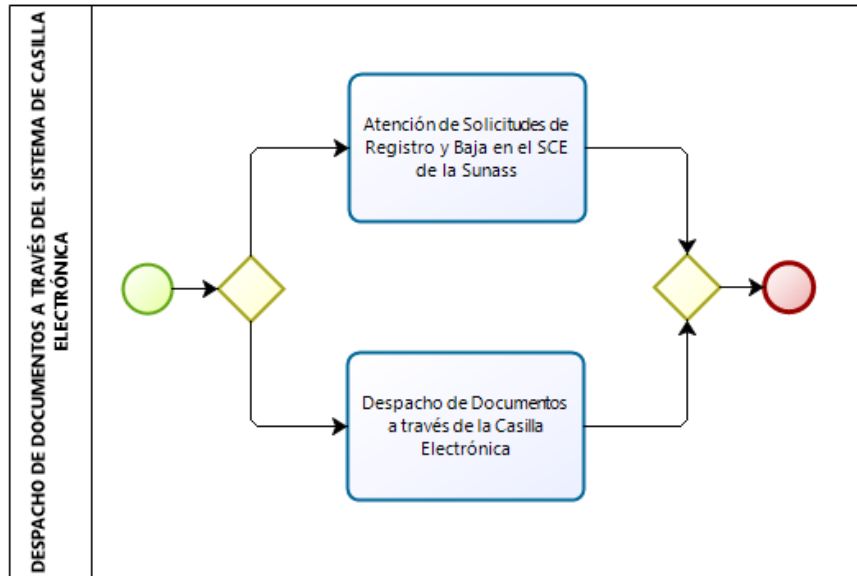 DESPACHO DE DOCUMENTOS A TRAVÉS DEL SISTEMA DE CASILLA
ELECTRÓNICA
Atención de Solicitudes de
Registro y Baja en el SCE
de la Sunass
Despacho de Documentos
a través de la Casilla
Electrónica